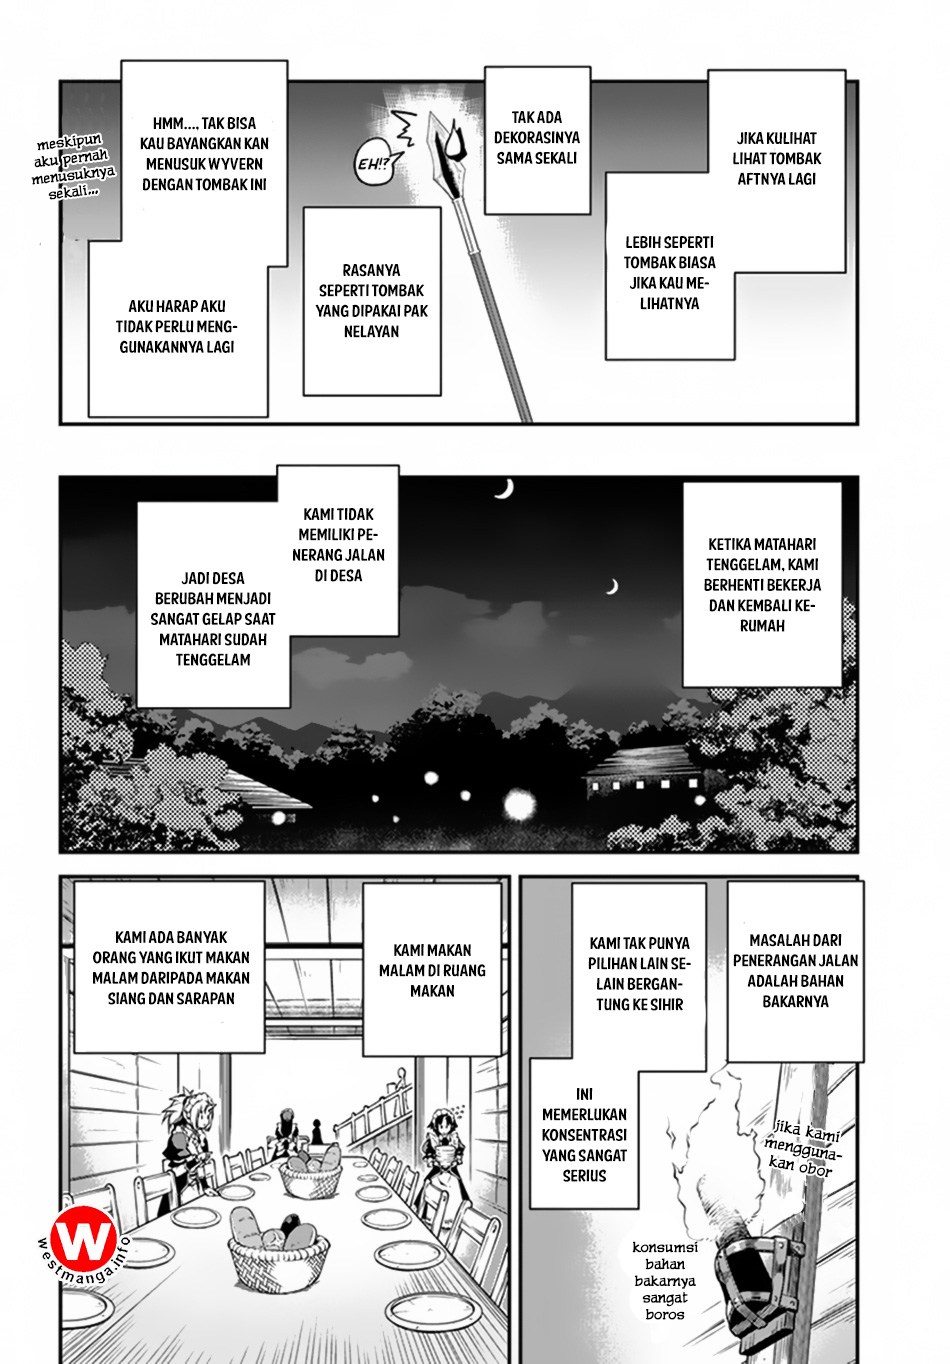 JIKA KULIHAT
LIHAT TOMBAK
AFTNYA LAGI
LEBIH SEPERTI
TOMBAK BIASA
JIKA KAU ME-
LIHATNYA
TAK ADA
DEKORASINYA
SAMA SEKALI
EH!?
RASANYA
SEPERTI TOMBAK
YANG DIPAKAI PAK
NELAYAN
HMM..., TAK BISA
KAU BAYANGKAN KAN
MENUSUK WYVERN
DENGAN TOMBAK INI
meskipun
aku pernah
menusuknya
sekali...
AKU HARAP AKU
TIDAK PERLU MENG-
GUNAKANNYA LAGI
KETIKA MATAHARI
TENGGELAM, KAMI
BERHENTI BEKERJA
DAN KEMBALI KE-
RUMAH
KAMI TIDAK
MEMILIKI PE-
NERANG JALAN
DI DESA
JADI DESA
BERUBAH MENJADI
SANGAT GELAP SAAT
MATAHARI SUDAH
TENGGELAM
MASALAH DARI
PENERANGAN JALAN
ADALAH BAHAN
BAKARNYA
jika kami
mengguna-
kan obor
konsumsi
bahan
bakarnya
sangat
boros
KAMI TAK PUNYA
PILIHAN LAIN SE-
LAIN BERGAN-
TUNG KE SIHIR
INI
MEMERLUKAN
KONSENTRASI
YANG SANGAT
SERIUS
KAMI MAKAN
MALAM DI RUANG
MAKAN
KAMI ADA BANYAK
ORANG YANG IKUT MAKAN
MALAM DARIPADA MAKAN
SIANG DAN SARAPAN
W
westmanga.info